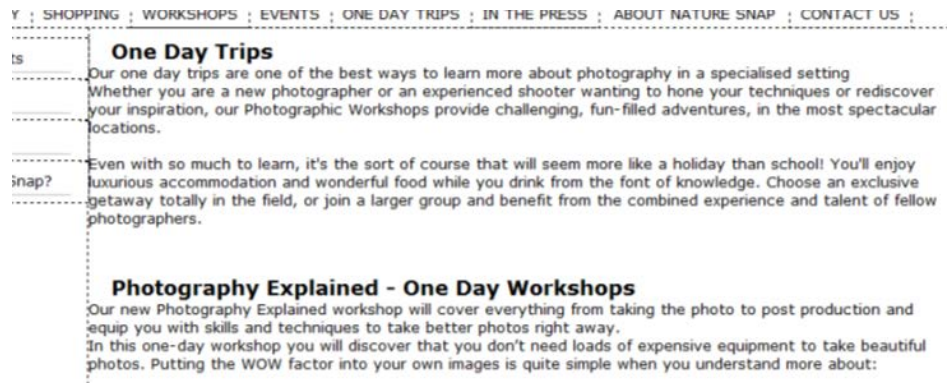 Y SHOPPING WORKSHOPS EVENTS ONE DAY TRIPS IN THE PRESS ABOUT NATURE SNAP CONTACT US
ts
Snap?
One Day Trips
Our one day trips are one of the best ways to learn more about photography in a specialised setting
Whether you are a new photographer or an experienced shooter wanting to hone your techniques or rediscover
your inspiration, our Photographic Workshops provide challenging, fun-filled adventures, in the most spectacular
locations.
Even with so much to learn, it's the sort of course that will seem more like a holiday than school! You'll enjoy
luxurious accommodation and wonderful food while you drink from the font of knowledge. Choose an exclusive
getaway totally in the field, or join a larger group and benefit from the combined experience and talent of fellow
photographers.
Photography Explained - One Day Workshops
Our new Photography Explained workshop will cover everything from taking the photo to post production and
equip you with skills and techniques to take better photos right away.
In this one-day workshop you will discover that you don't need loads of expensive equipment to take beautiful
photos. Putting the WOW factor into your own images is quite simple when you understand more about: